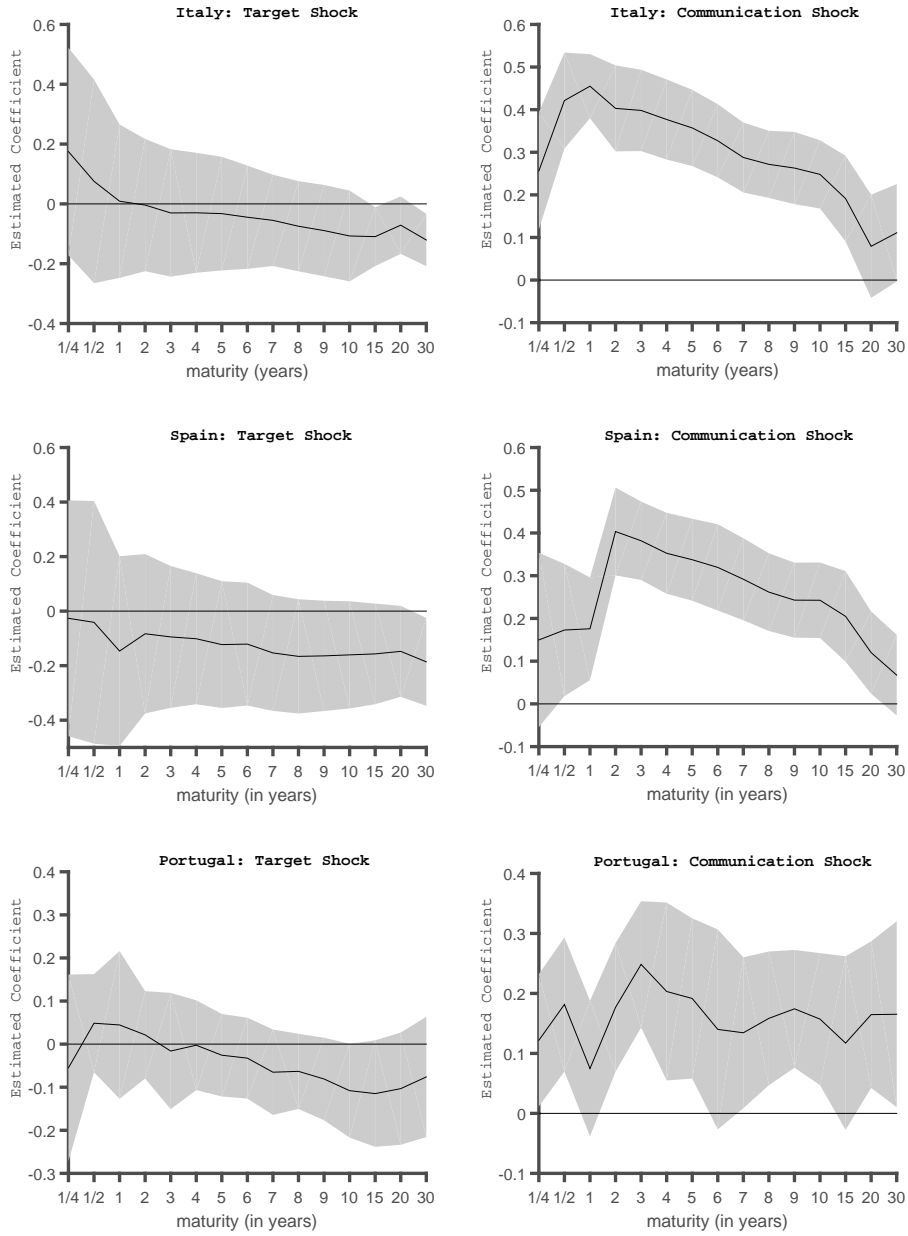 Italy: Target Shock
Estimated Coefficient
0.6
0.4
0.2
0
-0.2
-0.4
1/4 1/2 1 2 3 4 5 6 7 8 9 10 15 20 30
maturity (years)
Italy: Communication Shock
Estimated Coefficient
0.6
0.5
0.4
0.3
0.2
0.1
0
-0.1
1/4 1/2 1 2 3 4 5 6 7 8 9 10 15 20 30
maturity (years)
Spain: Target Shock
Estimated Coefficient
0.6
0.4
0.2
0
-0.2
-0.4
1/4 1/2 1 2 3 4 5 6 7 8 9 10 15 20 30
maturity (in years)
Spain: Communication Shock
Estimated Coefficient
0.6
0.5
0.4
0.3
0.2
0.1
0
-0.1
1/4 1/2 1 2 3 4 5 6 7 8 9 10 15 20 30
maturity (in years)
Portugal: Target Shock
Estimated Coefficient
0.4
0.3
0.2
0.1
0
-0.1
-0.2
-0.3
1/4 1/2 1 2 3 4 5 6 7 8 9 10 15 20 30
maturity (in years)
Portugal: Communication Shock
Estimated Coefficient
0.4
0.3
0.2
0.1
0
-0.1
1/4 1/2 1 2 3 4 5 6 7 8 9 10 15 20 30
maturity (in years)